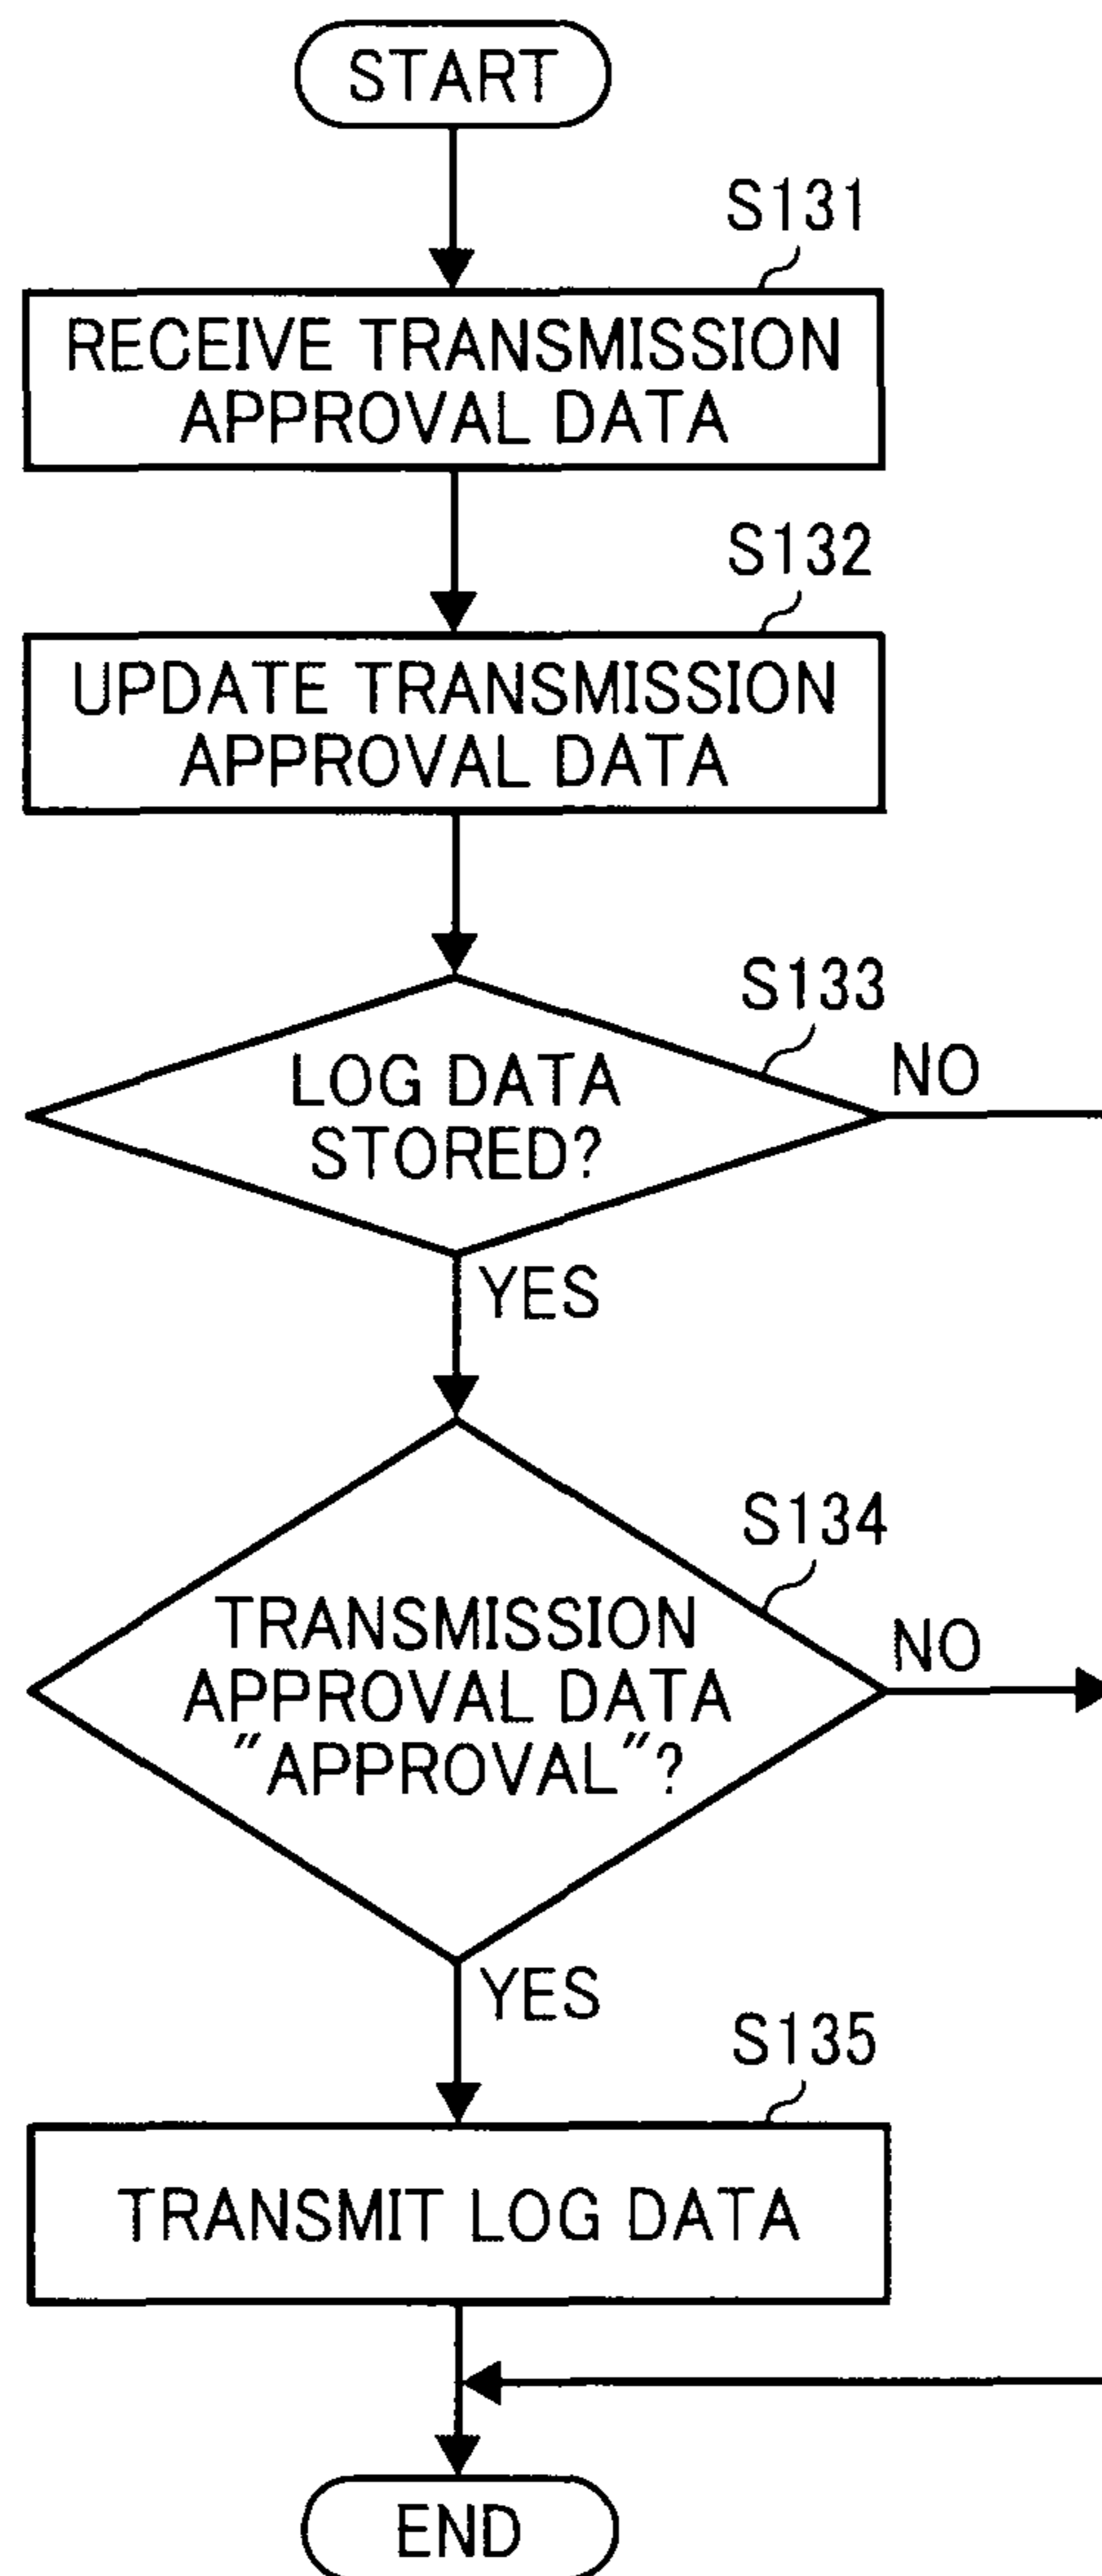 START
S131
RECEIVE TRANSMISSION
APPROVAL DATA
S132
UPDATE TRANSMISSION
APPROVAL DATA
S133
LOG DATA
STORED?
NO
YES
S134
TRANSMISSION
APPROVAL DATA
"APPROVAL"?
NO
YES
S135
TRANSMIT LOG DATA
END